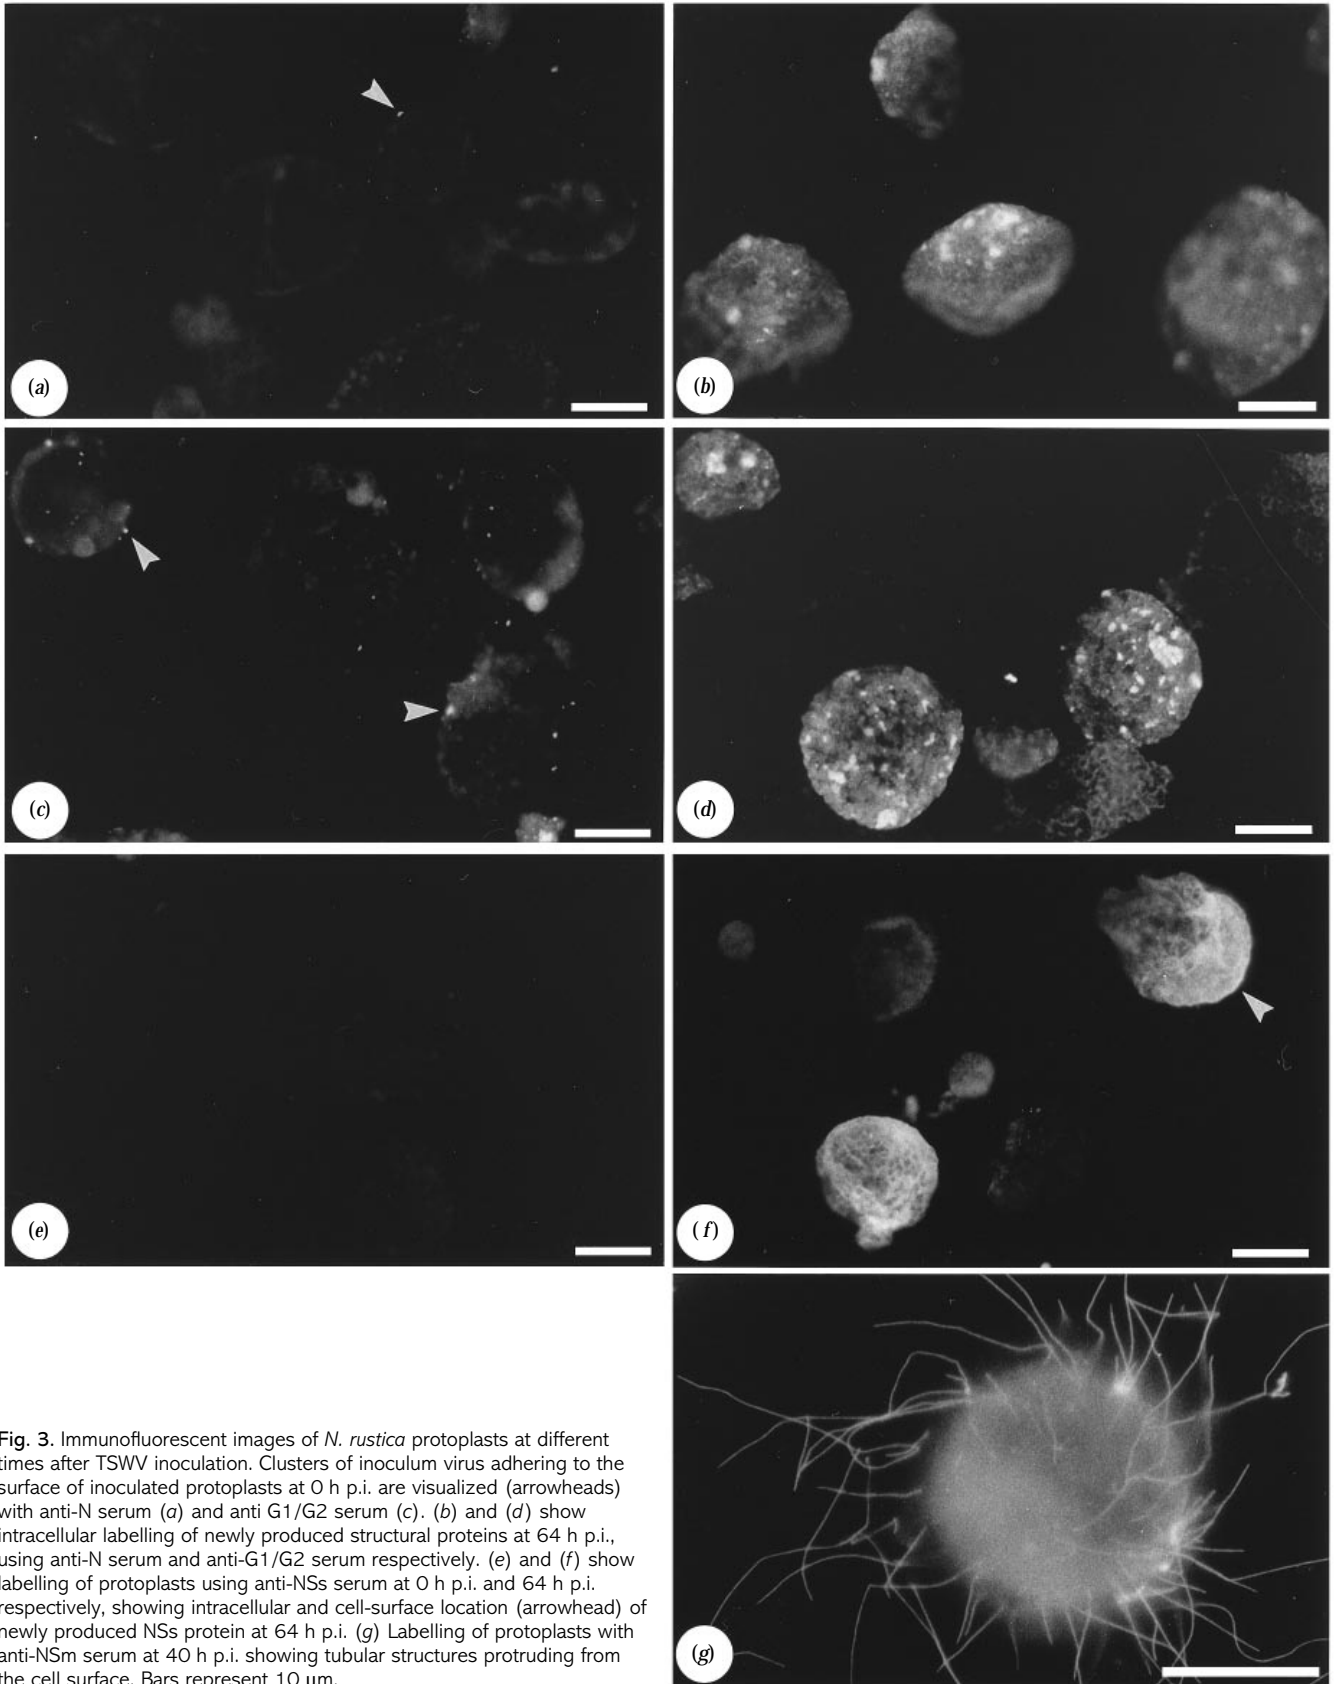 (a)
(b)
(c)
(d)
(e)
(f)
(g)
Fig. 3. Immunofluorescent images of N. rustica protoplasts at different
times after TSWV inoculation. Clusters of inoculum virus adhering to the
surface of inoculated protoplasts at 0 h p.i. are visualized (arrowheads)
with anti-N serum (a) and anti G1/G2 serum (c). (b) and (d) show
intracellular labelling of newly produced structural proteins at 64 h p.i.,
using anti-N serum and anti-G1/G2 serum respectively. (e) and (f) show
labelling of protoplasts using anti-NSs serum at 0 h p.i. and 64 h p.i.
respectively, showing intracellular and cell-surface location (arrowhead) of
newly produced NSs protein at 64 h p.i. (g) Labelling of protoplasts with
anti-NSm serum at 40 h p.i. showing tubular structures protruding from
the cell surface. Bars represent 10 μm.